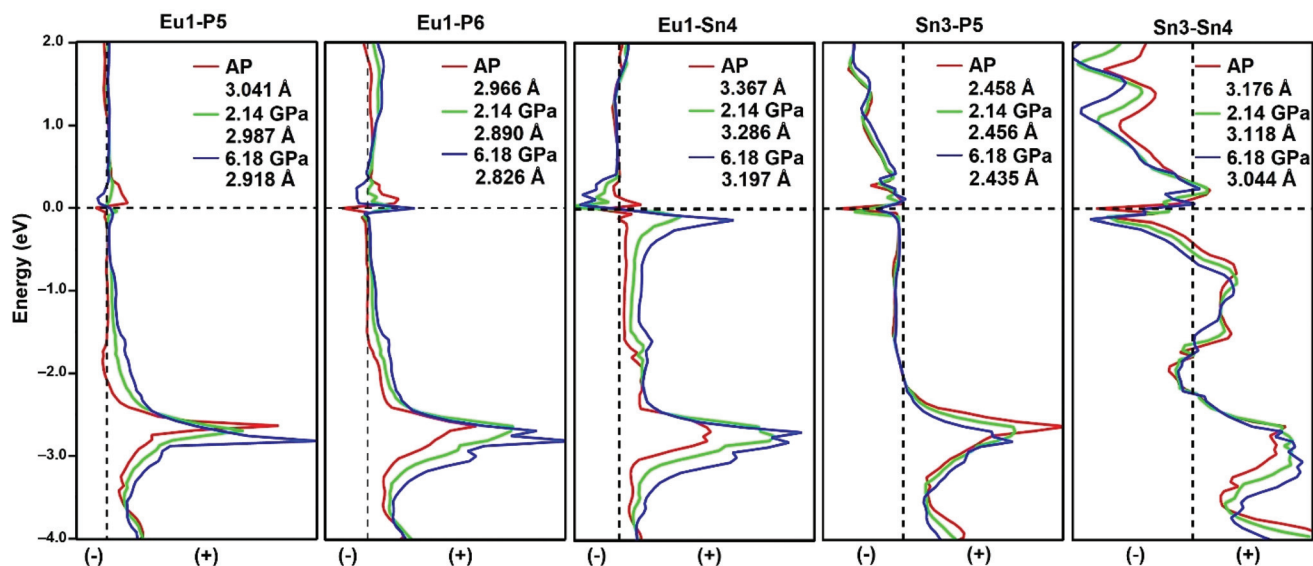 Eu1-P5
Eu1-P6
Eu1-Sn4
Sn3-P5
Sn3-Sn4
Energy (eV)
2.0
1.0
0.0
−1.0
−2.0
−3.0
−4.0
AP
3.041 Å
2.14 GPa
2.987 Å
6.18 GPa
2.918 Å
AP
2.966 Å
2.14 GPa
2.890 Å
6.18 GPa
2.826 Å
AP
3.367 Å
2.14 GPa
3.286 Å
6.18 GPa
3.197 Å
AP
2.458 Å
2.14 GPa
2.456 Å
6.18 GPa
2.435 Å
AP
3.176 Å
2.14 GPa
3.118 Å
6.18 GPa
3.044 Å
(-) (+)
(-) (+)
(-) (+)
(-) (+)
(-) (+)